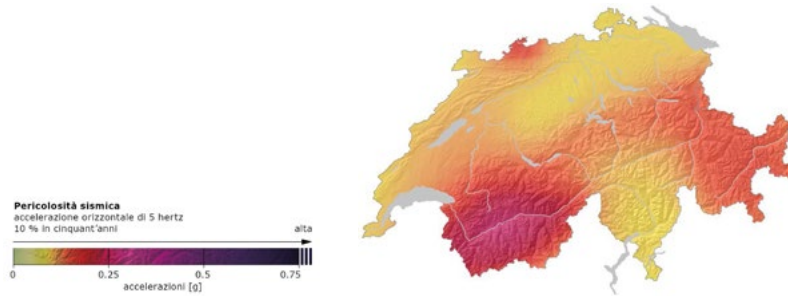 Pericolosità sismica
accelerazione orizzontale di 5 hertz
10 % in cinquant'anni
alta
0
0.25
0.5
0.75
accelerazioni [g]